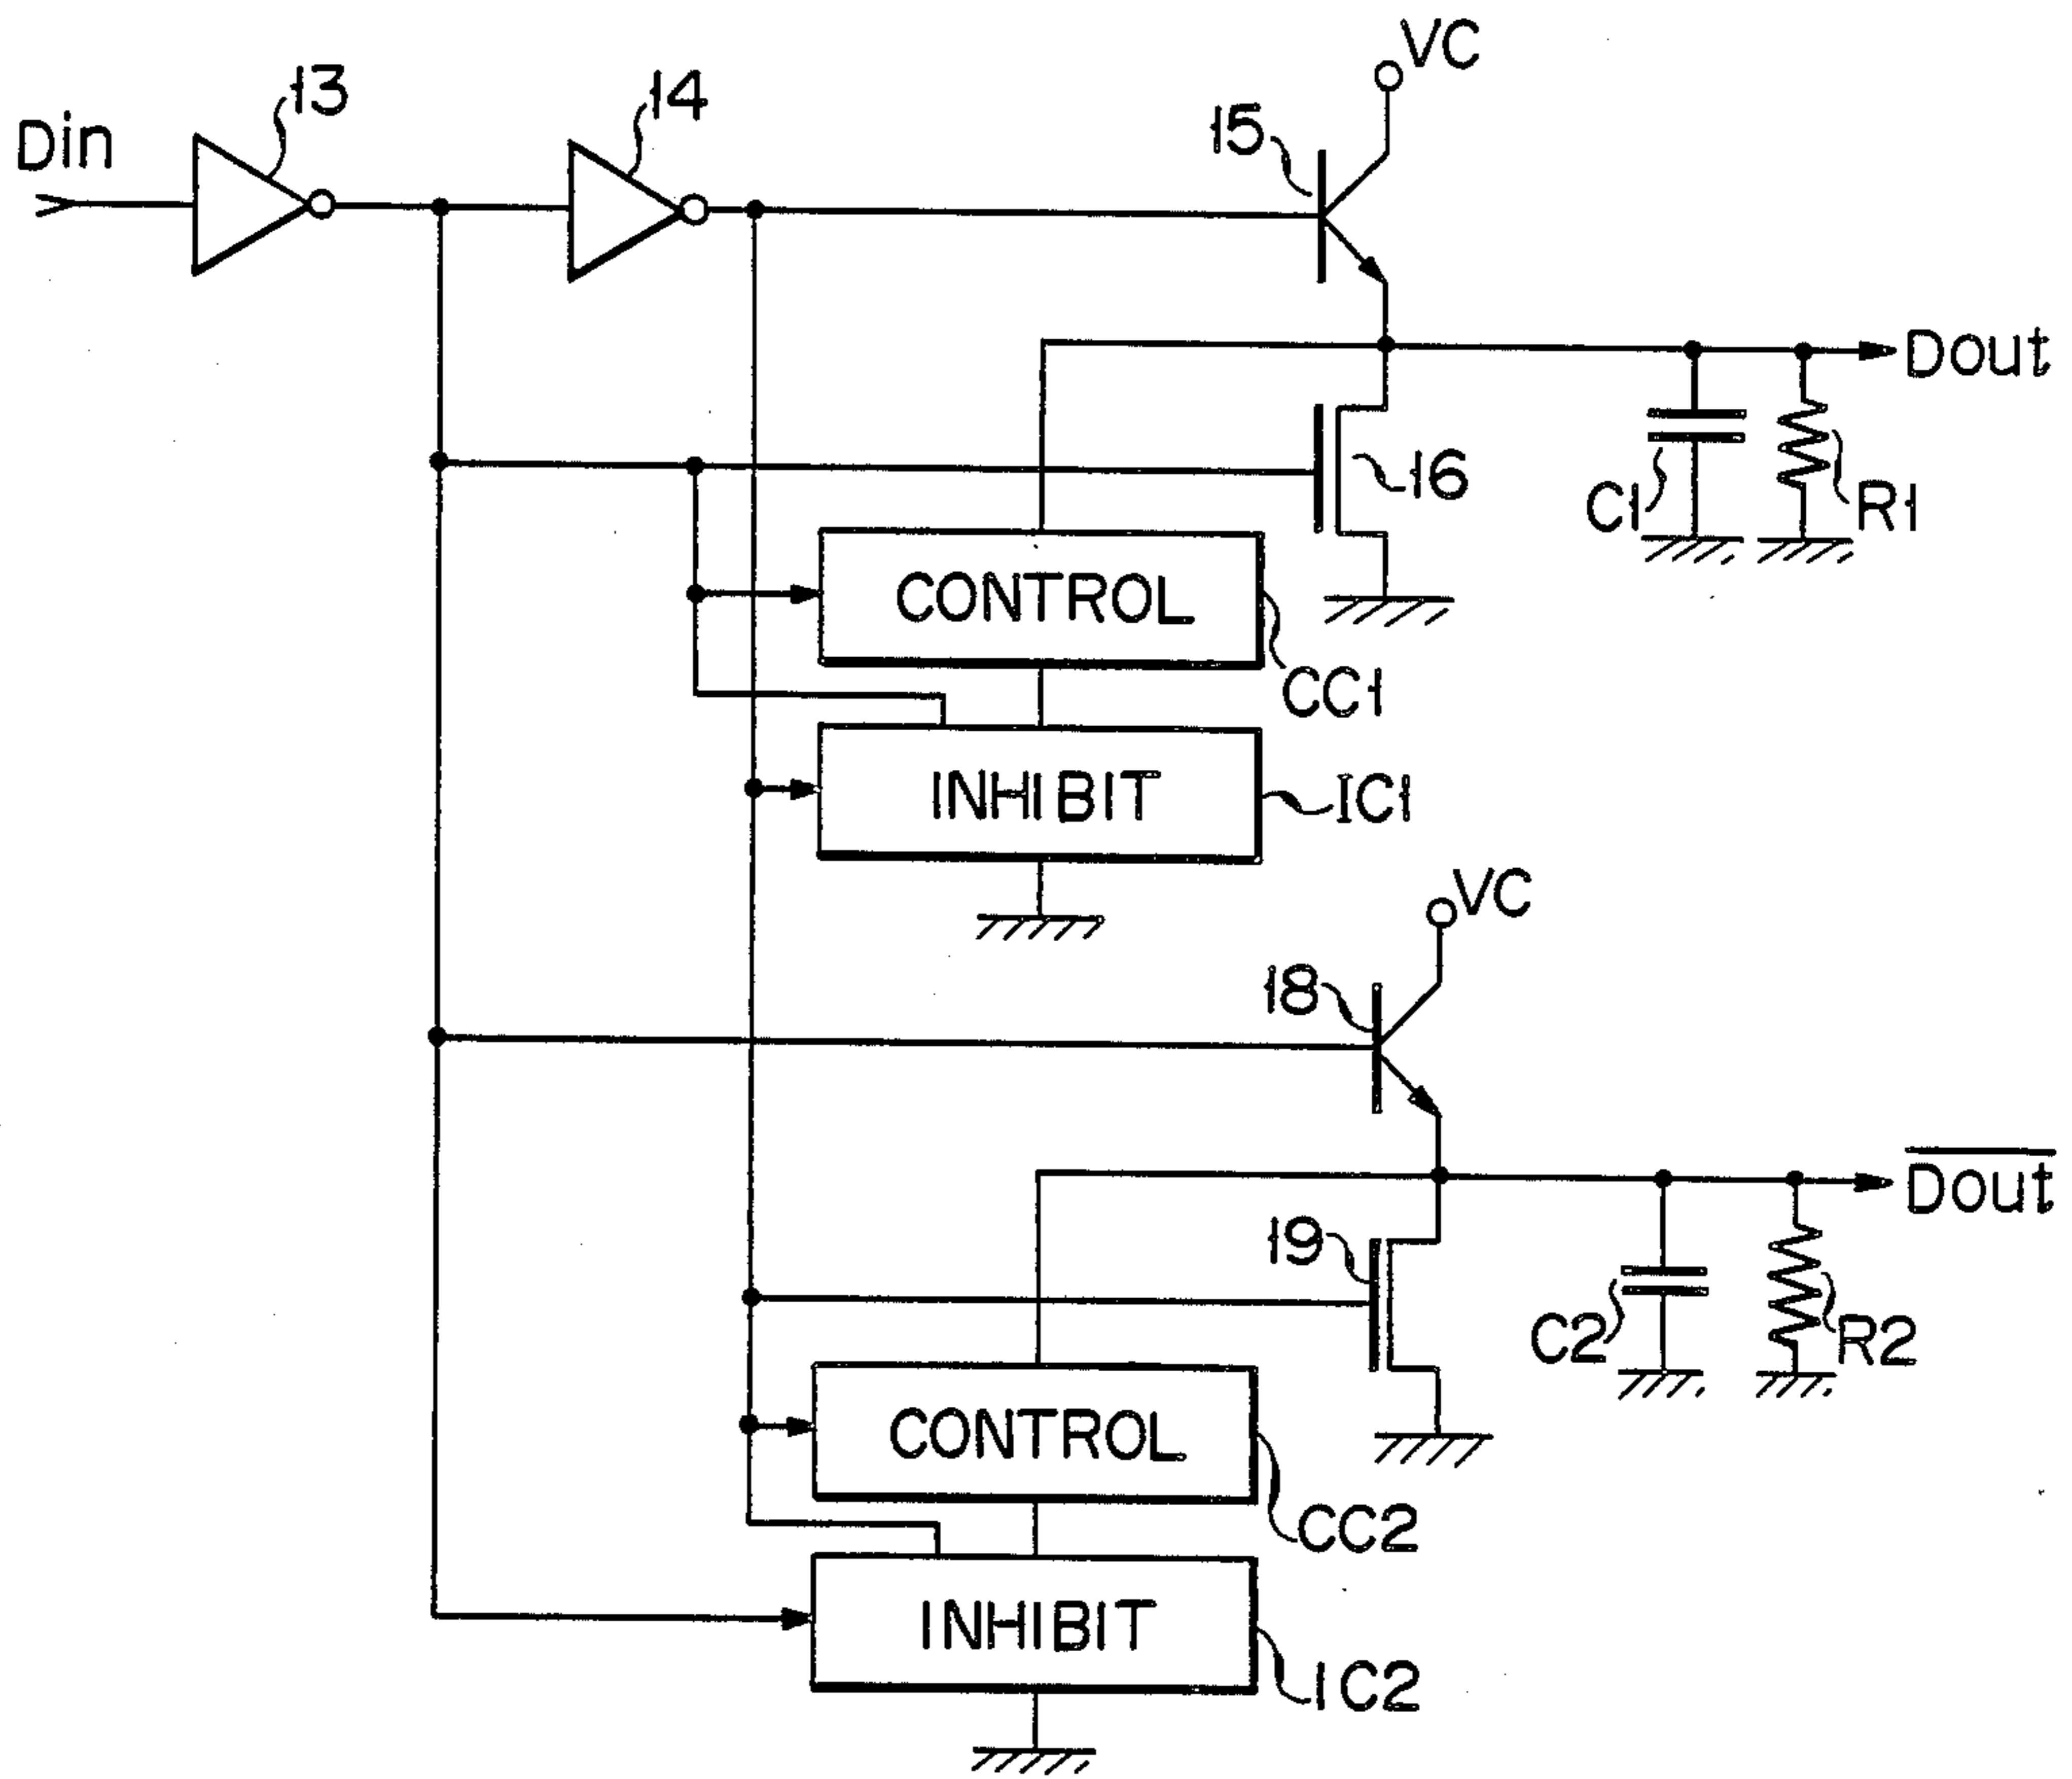 VC
13
14
15
Din
Dout
16
C1
R1
CONTROL
CC1
INHIBIT
IC1
VC
18
D̅o̅u̅t̅
19
C2
R2
CONTROL
CC2
INHIBIT
IC2